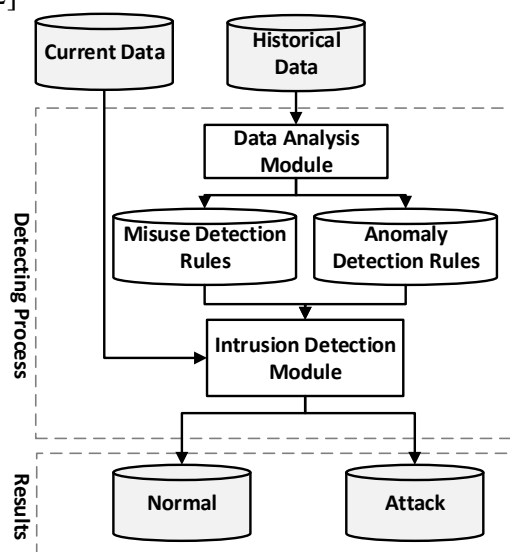 2]
Current Data
Historical
Data
Data Analysis
Module
Detecting Process
Misuse Detection
Rules
Anomaly
Detection Rules
Intrusion Detection
Module
Results
Normal
Attack